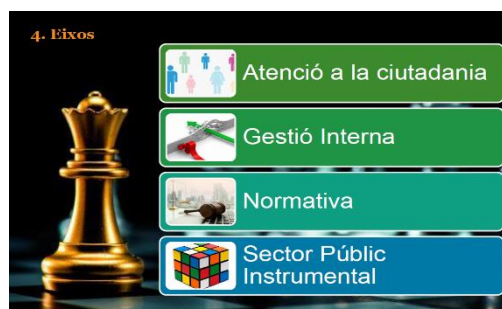 4. Eixos
Atenció a la ciutadania
Gestió Interna
Normativa
Sector Públic
Instrumental